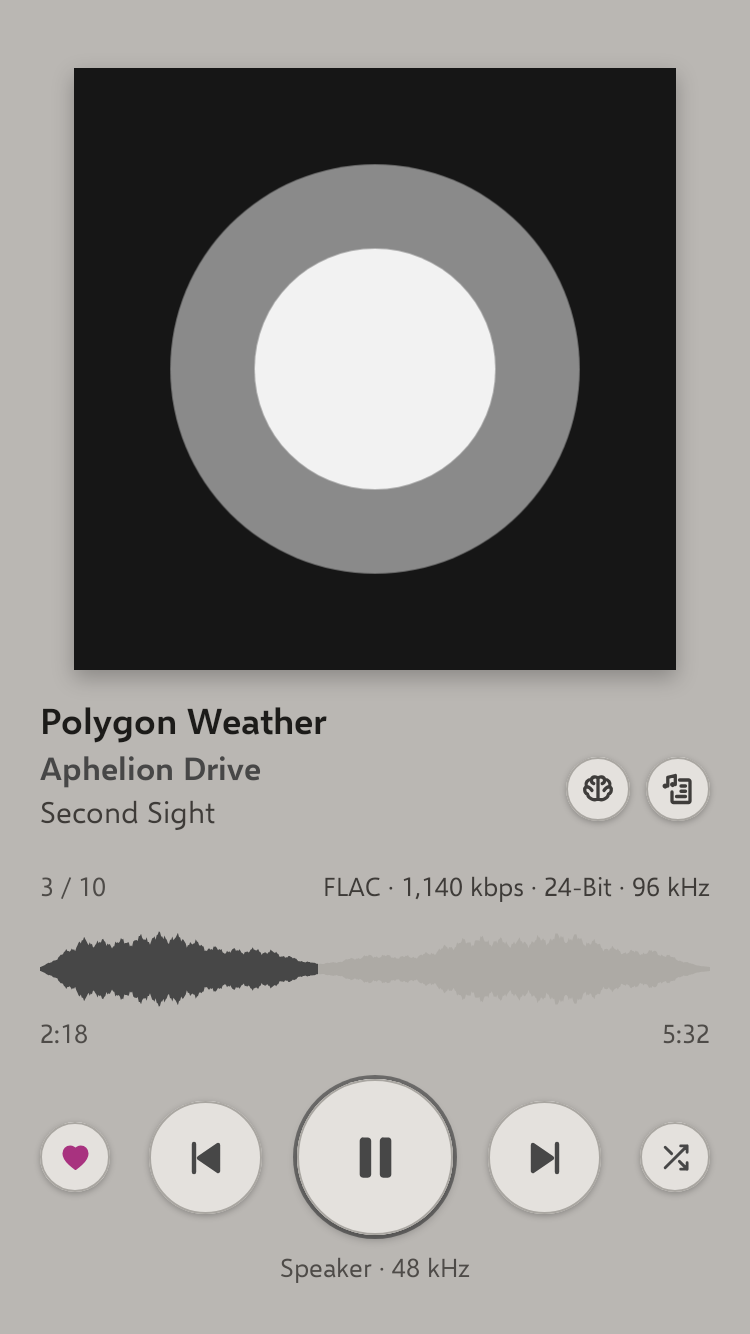 Polygon Weather
Aphelion Drive
Second Sight
3 / 10
FLAC · 1,140 kbps · 24-Bit · 96 kHz
2:18
5:32
Speaker · 48 kHz